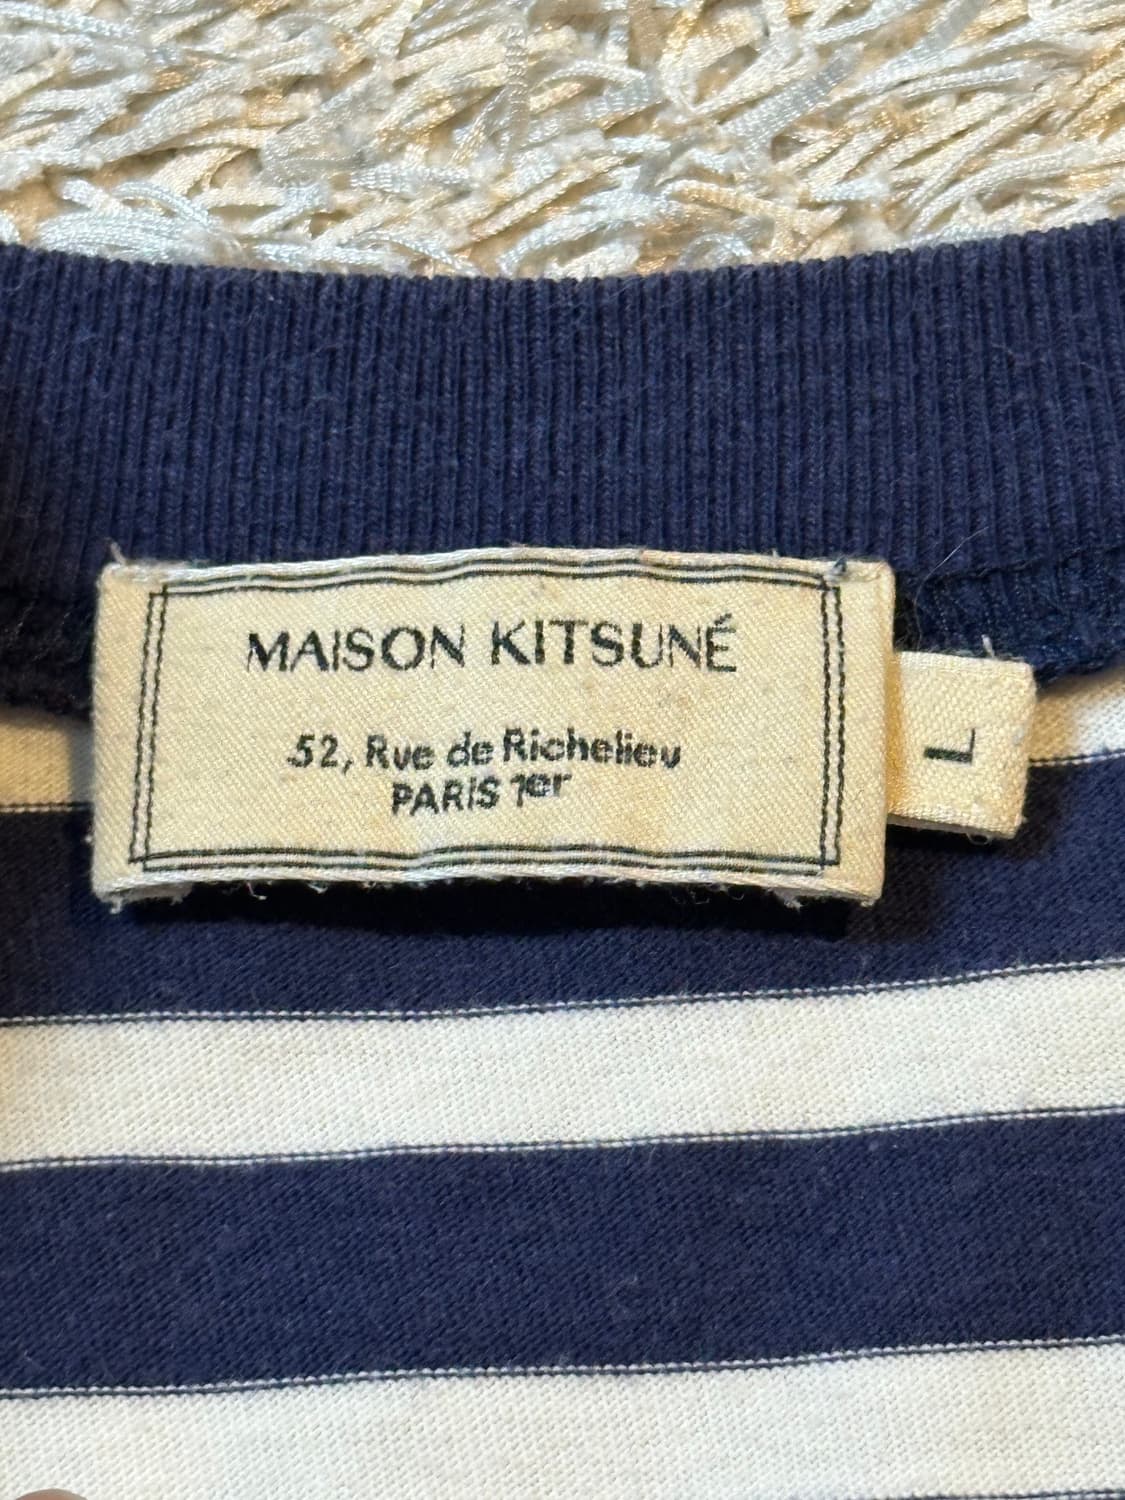 MAISON KITSUNÉ
52, Rue de Richelieu
PARIS 1er
L